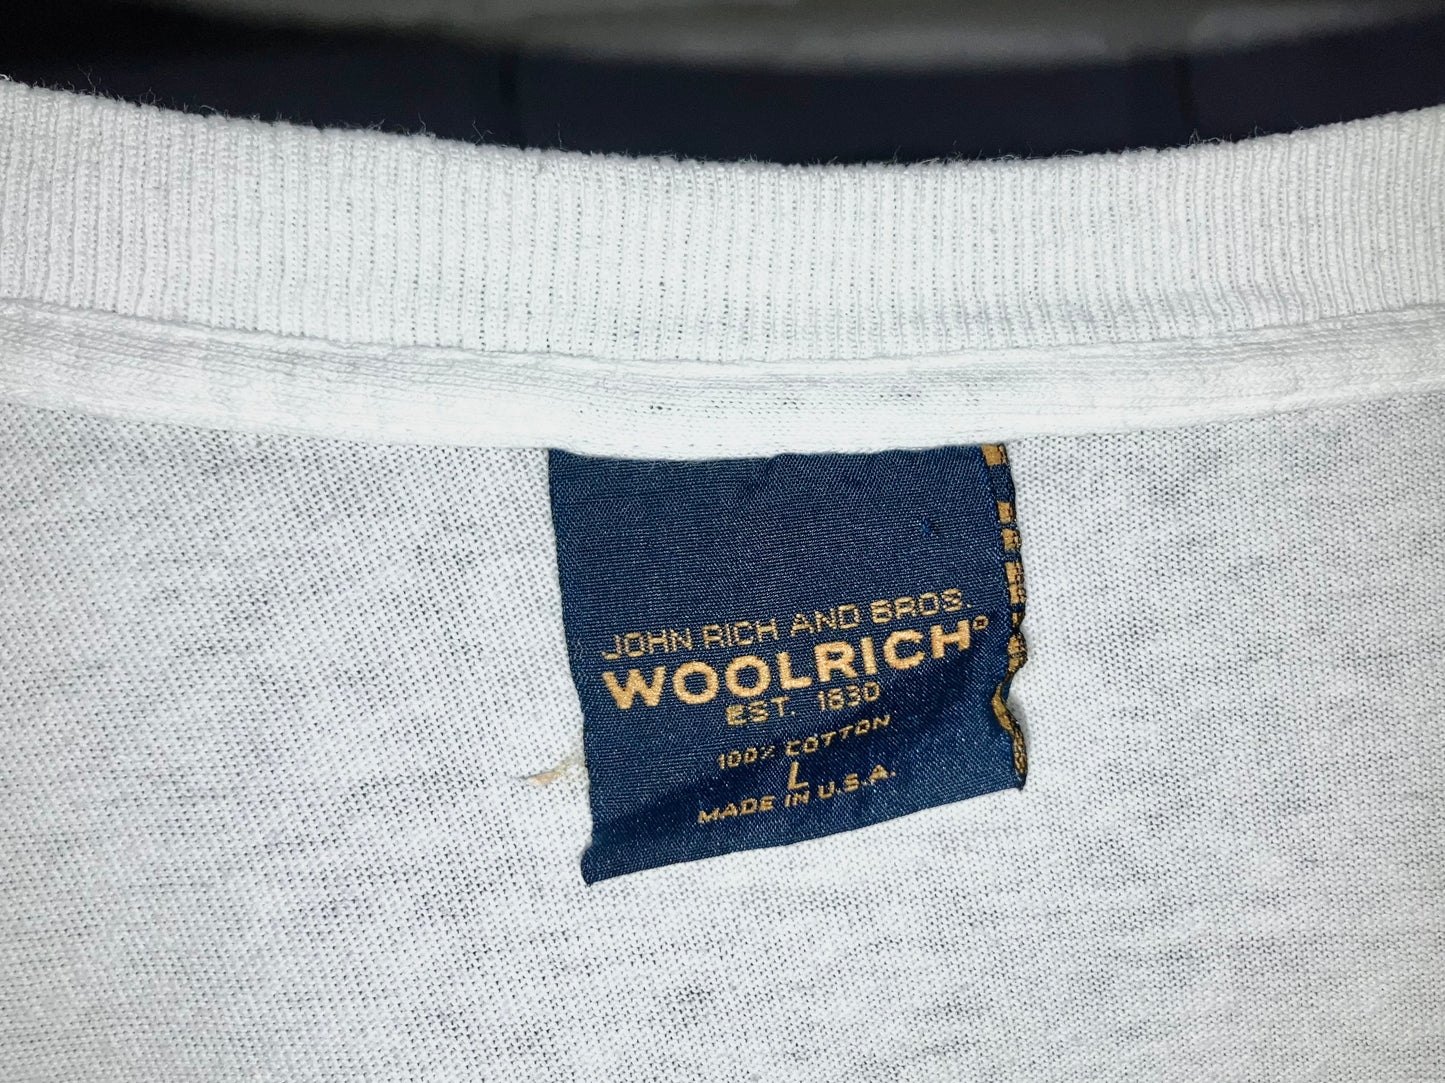 JOHN RICH AND BROS.
WOOLRICH®
EST. 1830
100% COTTON
L
MADE IN U.S.A.